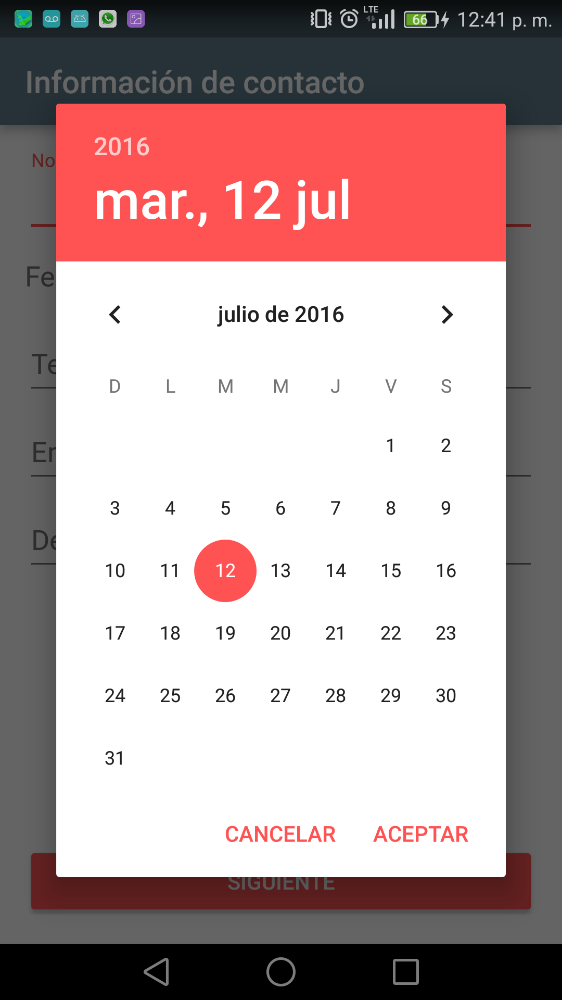 LTE 66 12:41 p. m.
Información de contacto
2016
No
mar., 12 jul
Fe
julio de 2016
Te
D L M M J V S
1 2
3 4 5 6 7 8 9
10 11 12 13 14 15 16
17 18 19 20 21 22 23
24 25 26 27 28 29 30
31
CANCELAR ACEPTAR
SIGUIENTE